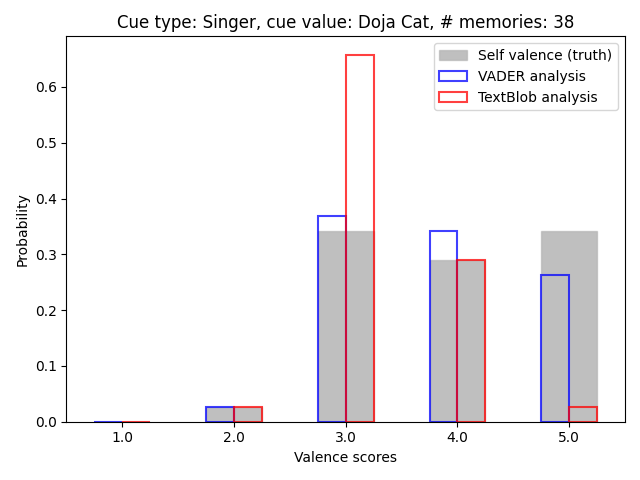 Cue type: Singer, cue value: Doja Cat, # memories: 38
Self valence (truth)
VADER analysis
TextBlob analysis
Probability
0.6
0.5
0.4
0.3
0.2
0.1
0.0
1.0 2.0 3.0 4.0 5.0
Valence scores